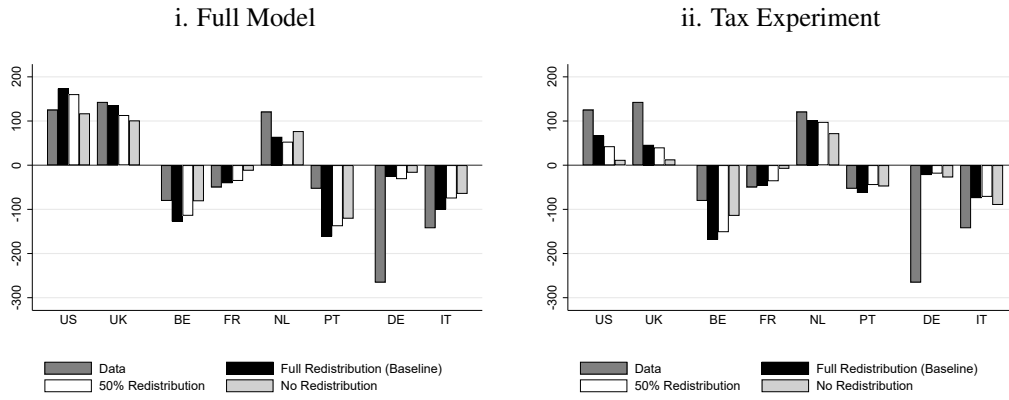 i. Full Model
200
100
0
-100
-200
-300
US UK BE FR NL PT DE IT
Data Full Redistribution (Baseline)
50% Redistribution No Redistribution
ii. Tax Experiment
200
100
0
-100
-200
-300
US UK BE FR NL PT DE IT
Data Full Redistribution (Baseline)
50% Redistribution No Redistribution